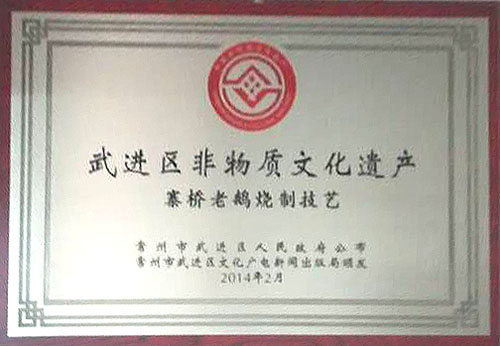 武进区非物质文化遗产
寨桥老鹅烧制技艺
常州市武进区人民政府公布
常州市武进区文化广电新闻出版局颁发
2014年2月